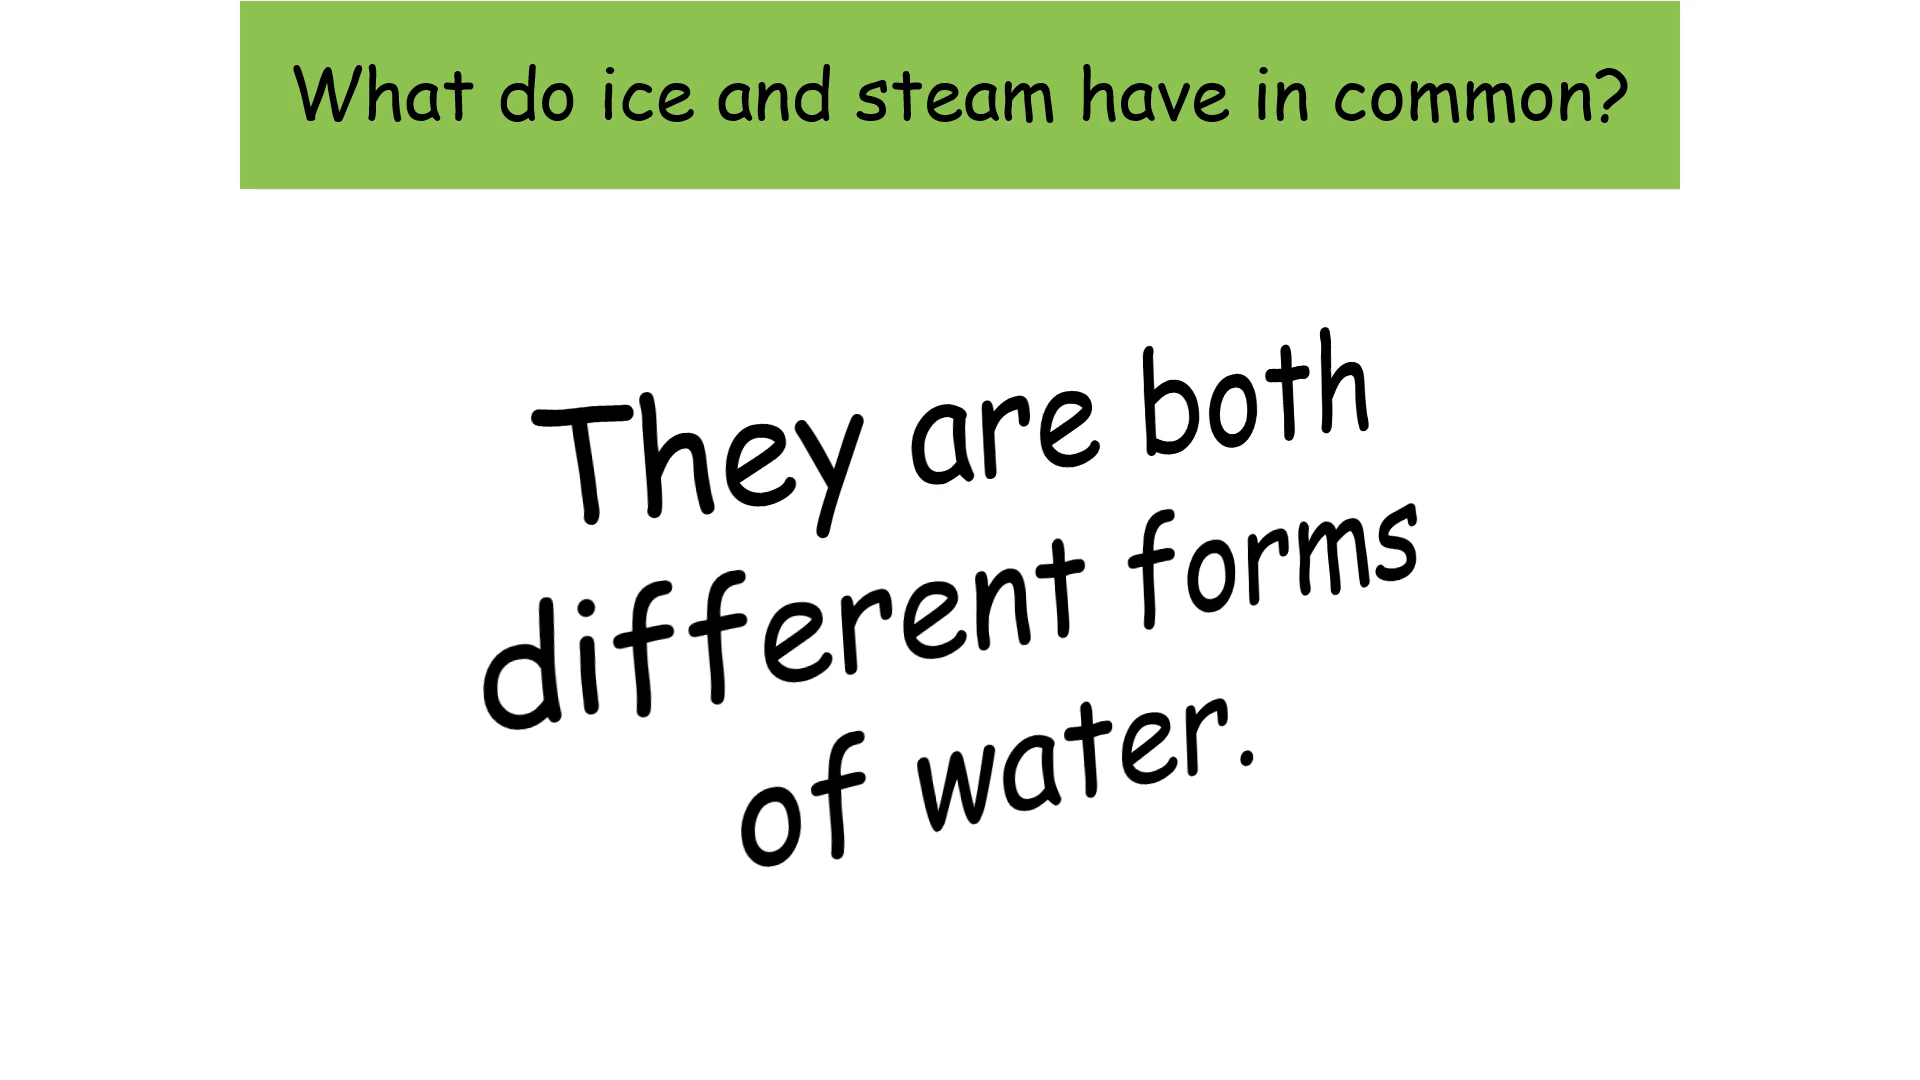 What do ice and steam have in common?
They are both
different forms
of water.